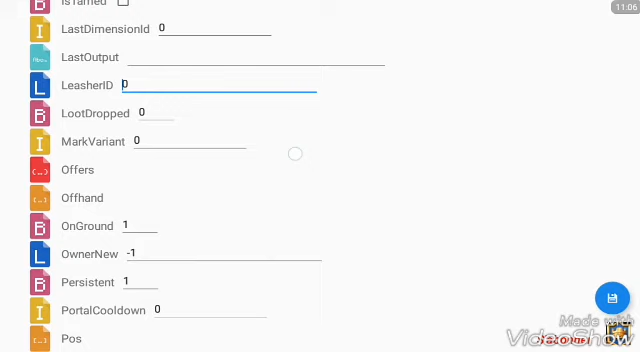 11:06
B IsTamed
I LastDimensionId 0
Abc.. LastOutput
L LeasherID 0
B LootDropped 0
I MarkVariant 0
{...} Offers
[...] Offhand
B OnGround 1
L OwnerNew -1
B Persistent 1
I PortalCooldown 0
[...] Pos
Made with
VideoShow